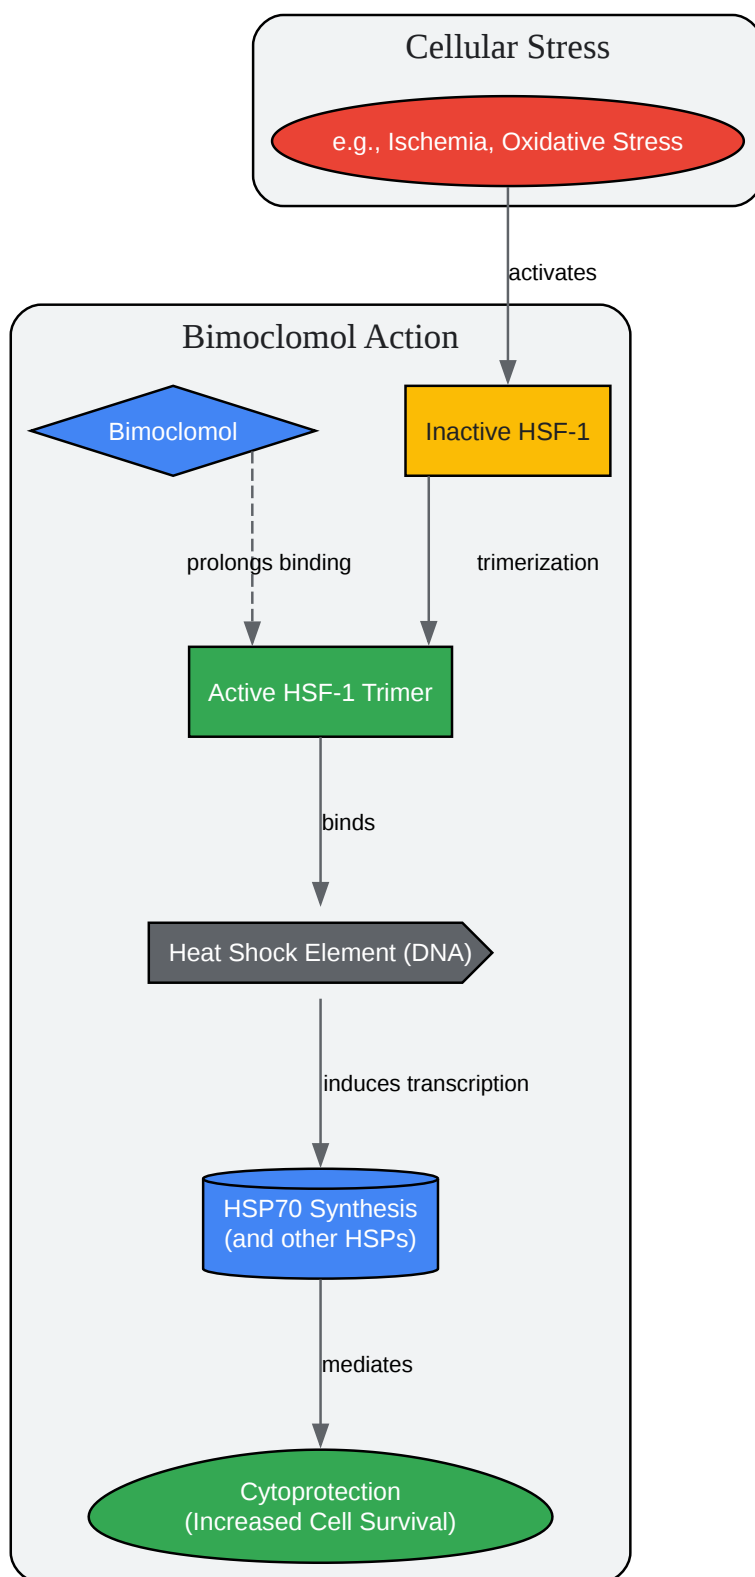 Cellular Stress
e.g., Ischemia, Oxidative Stress
activates
Bimoclomol Action
Bimoclomol
Inactive HSF-1
prolongs binding
trimerization
Active HSF-1 Trimer
binds
Heat Shock Element (DNA)
induces transcription
HSP70 Synthesis
(and other HSPs)
mediates
Cytoprotection
(Increased Cell Survival)